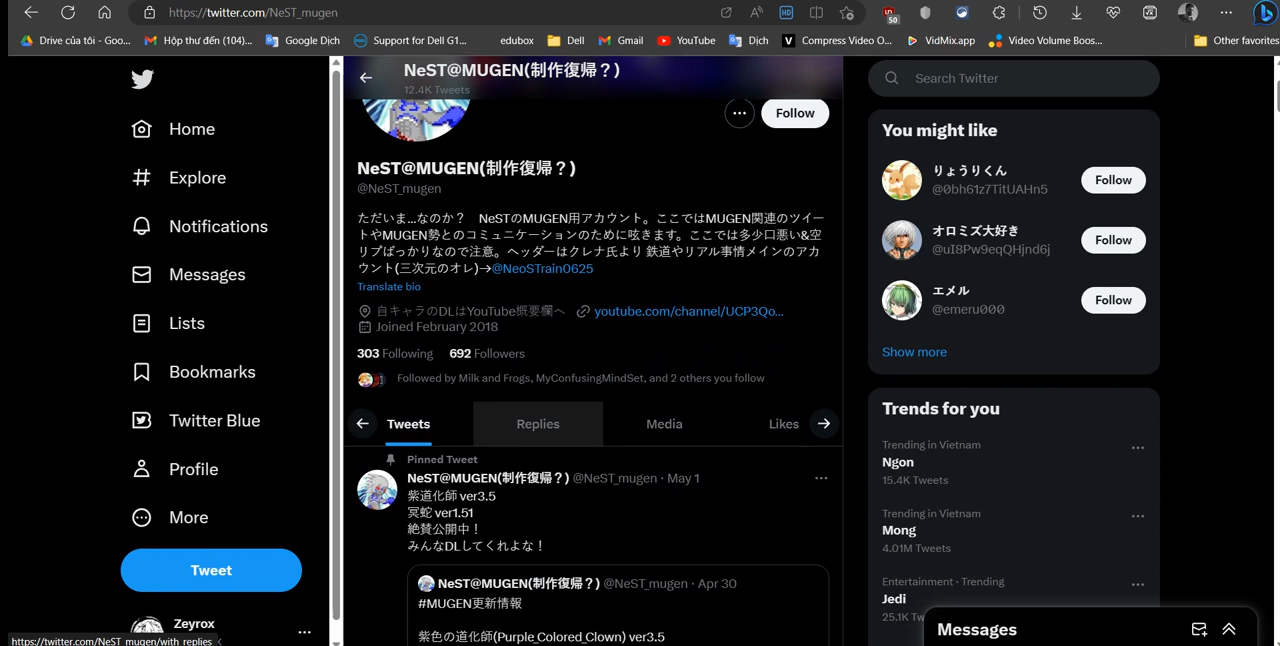 https://twitter.com/NeST_mugen
50
Drive của tôi - Goo...
Hộp thư đến (104)...
Google Dịch
Support for Dell G1...
edubox
Dell
Gmail
YouTube
Dịch
Compress Video O...
VidMix.app
Video Volume Boos...
Other favorites
Home
Explore
Notifications
Messages
Lists
Bookmarks
Twitter Blue
Profile
More
Tweet
Zeyrox
https://twitter.com/NeST_mugen/with_replies
NeST@MUGEN(制作復帰？)
12.4K Tweets
Follow
NeST@MUGEN(制作復帰？)
@NeST_mugen
ただいま...なのか？　NeSTのMUGEN用アカウント。ここではMUGEN関連のツイー
トやMUGEN勢とのコミュニケーションのために呟きます。ここでは多少口悪い&空
リプばっかりなので注意。ヘッダーはクレナ氏より 鉄道やリアル事情メインのアカ
ウント(三次元のオレ)→@NeoSTrain0625
Translate bio
自キャラのDLはYouTube概要欄へ youtube.com/channel/UCP3Qo...
Joined February 2018
303 Following 692 Followers
Followed by Milk and Frogs, MyConfusingMindSet, and 2 others you follow
Tweets Replies Media Likes
Pinned Tweet
NeST@MUGEN(制作復帰？) @NeST_mugen · May 1
紫道化師 ver3.5
冥蛇 ver1.51
絶賛公開中！
みんなDLしてくれよな！
NeST@MUGEN(制作復帰？) @NeST_mugen · Apr 30
#MUGEN更新情報
紫色の道化師(Purple_Colored_Clown) ver3.5
Search Twitter
You might like
りょうりくん
@0bh61z7TitUAHn5
Follow
オロミズ大好き
@uI8Pw9eqQHjnd6j
Follow
エメル
@emeru000
Follow
Show more
Trends for you
Trending in Vietnam
Ngon
15.4K Tweets
Trending in Vietnam
Mong
4.01M Tweets
Entertainment · Trending
Jedi
25.1K Tw
Messages